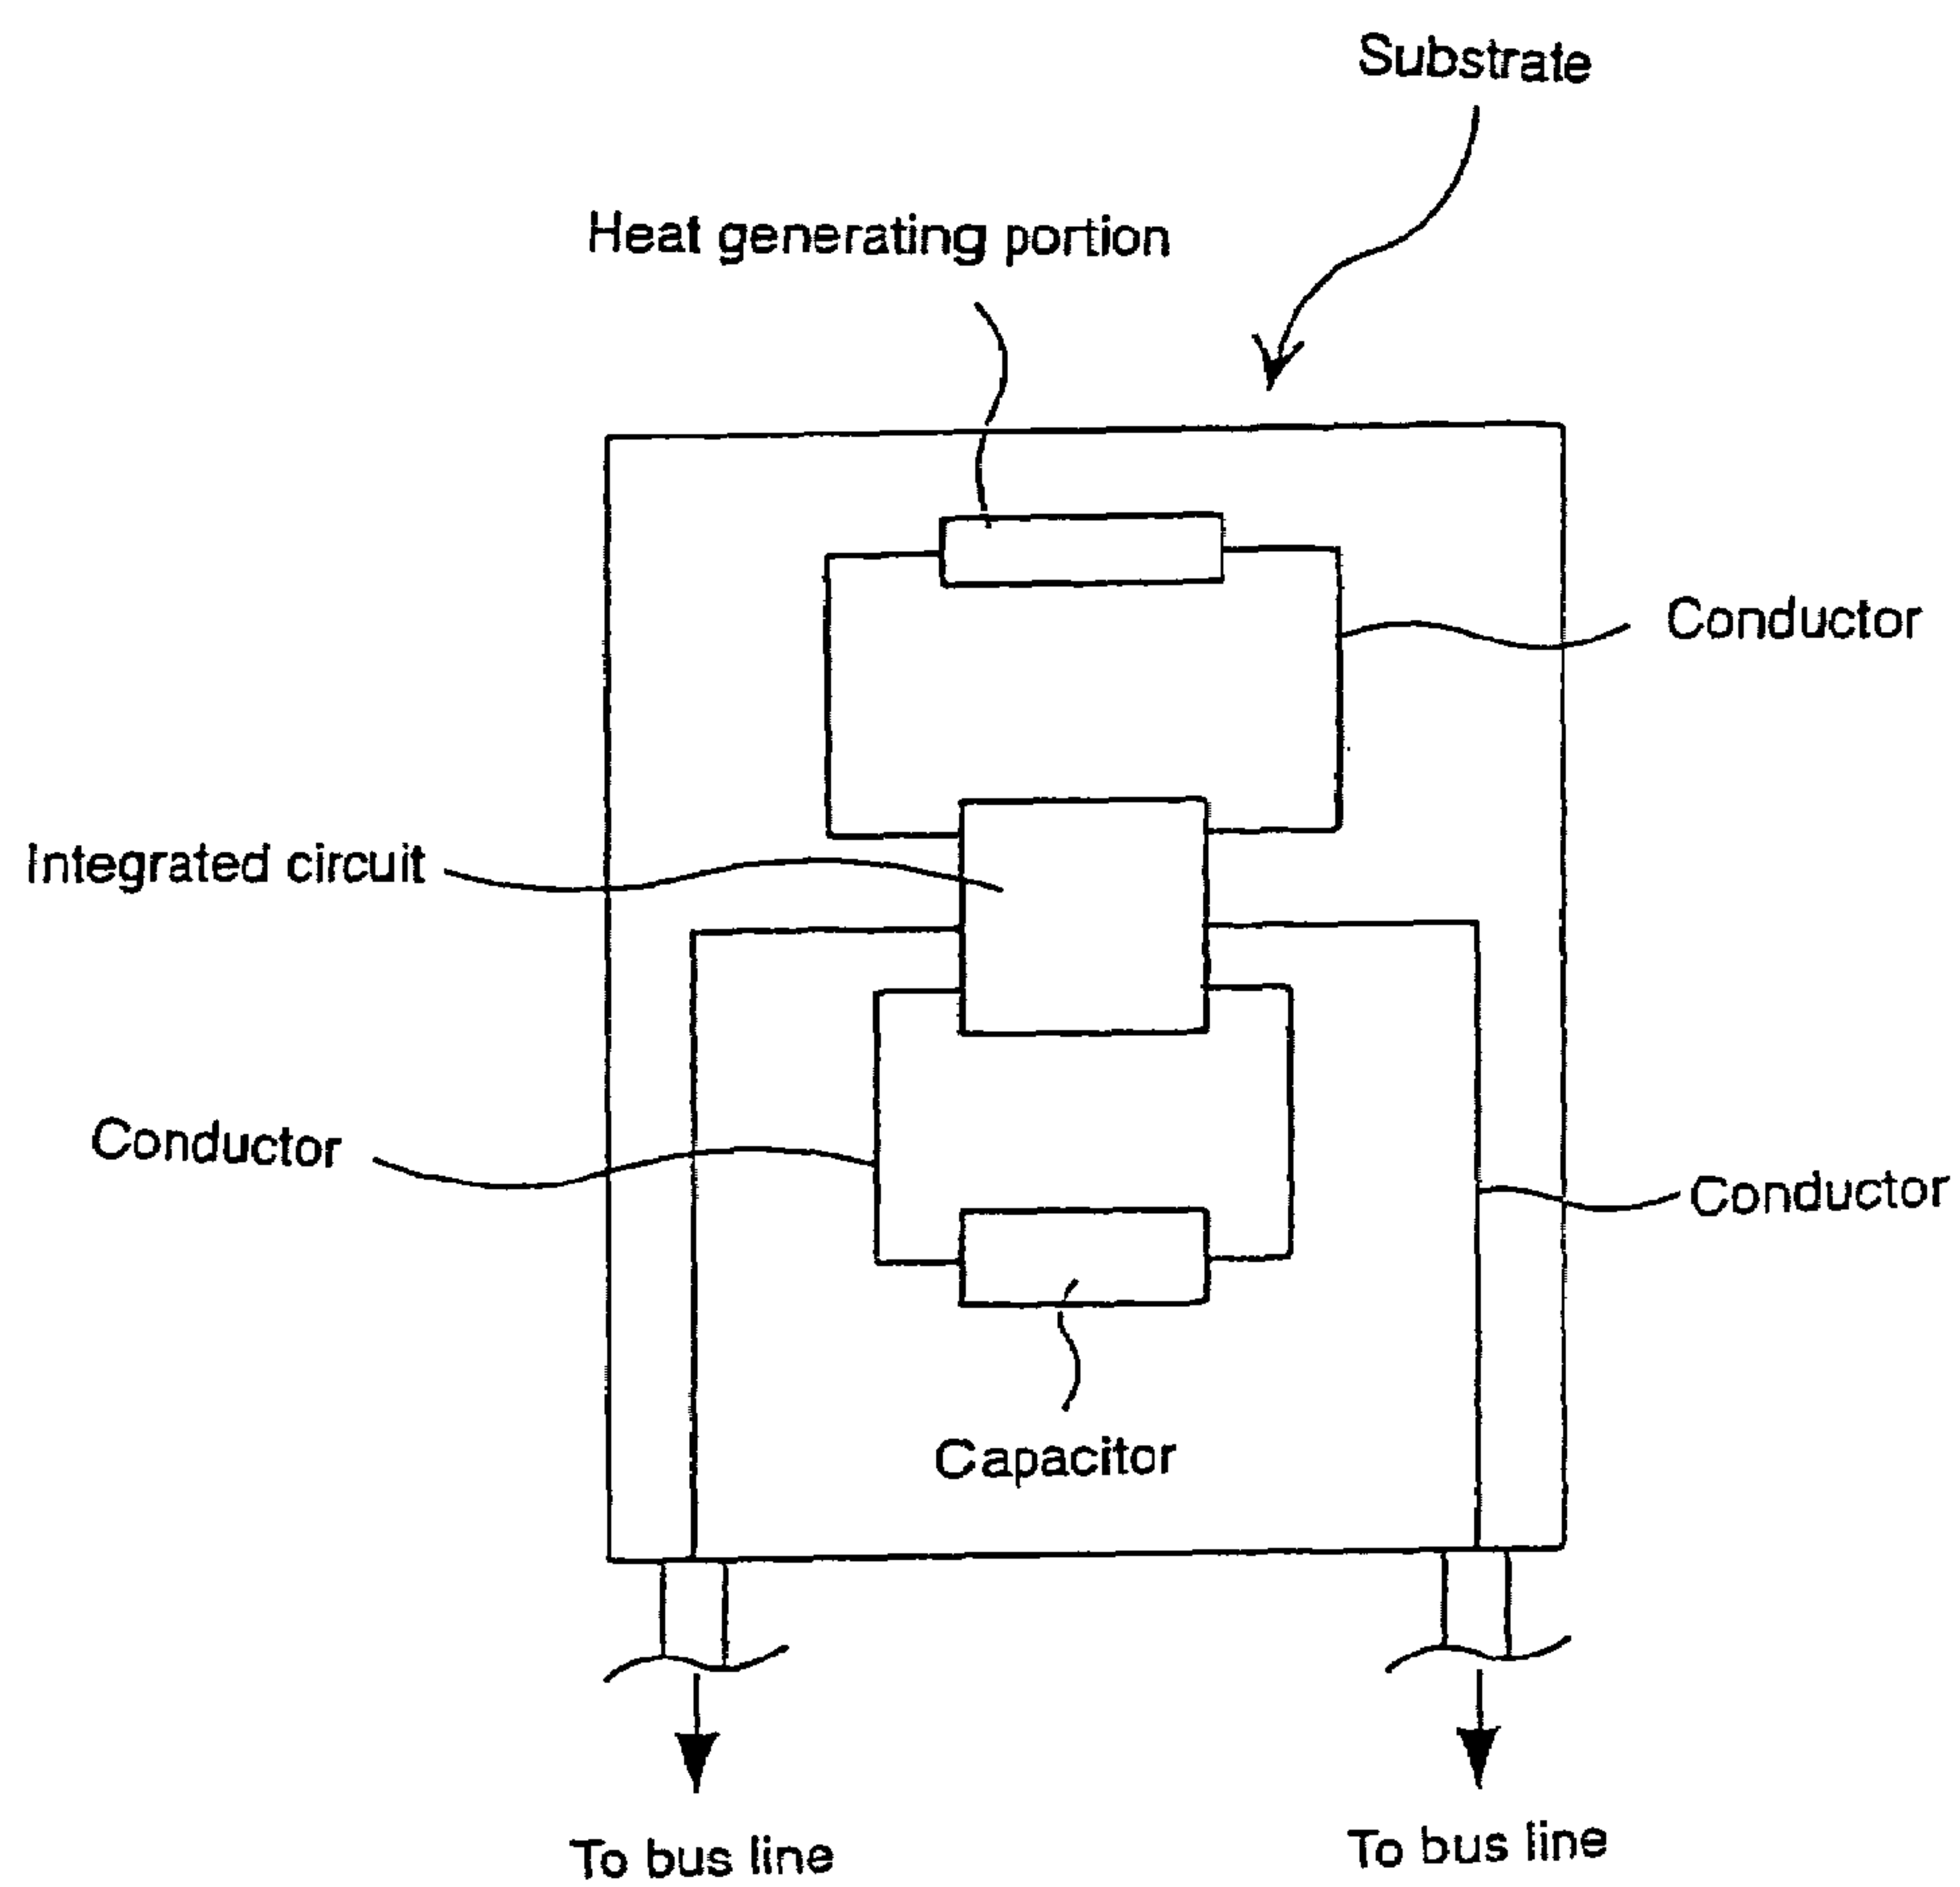 Substrate
Heat generating portion
Conductor
Integrated circuit
Conductor
Conductor
Capacitor
To bus line
To bus line